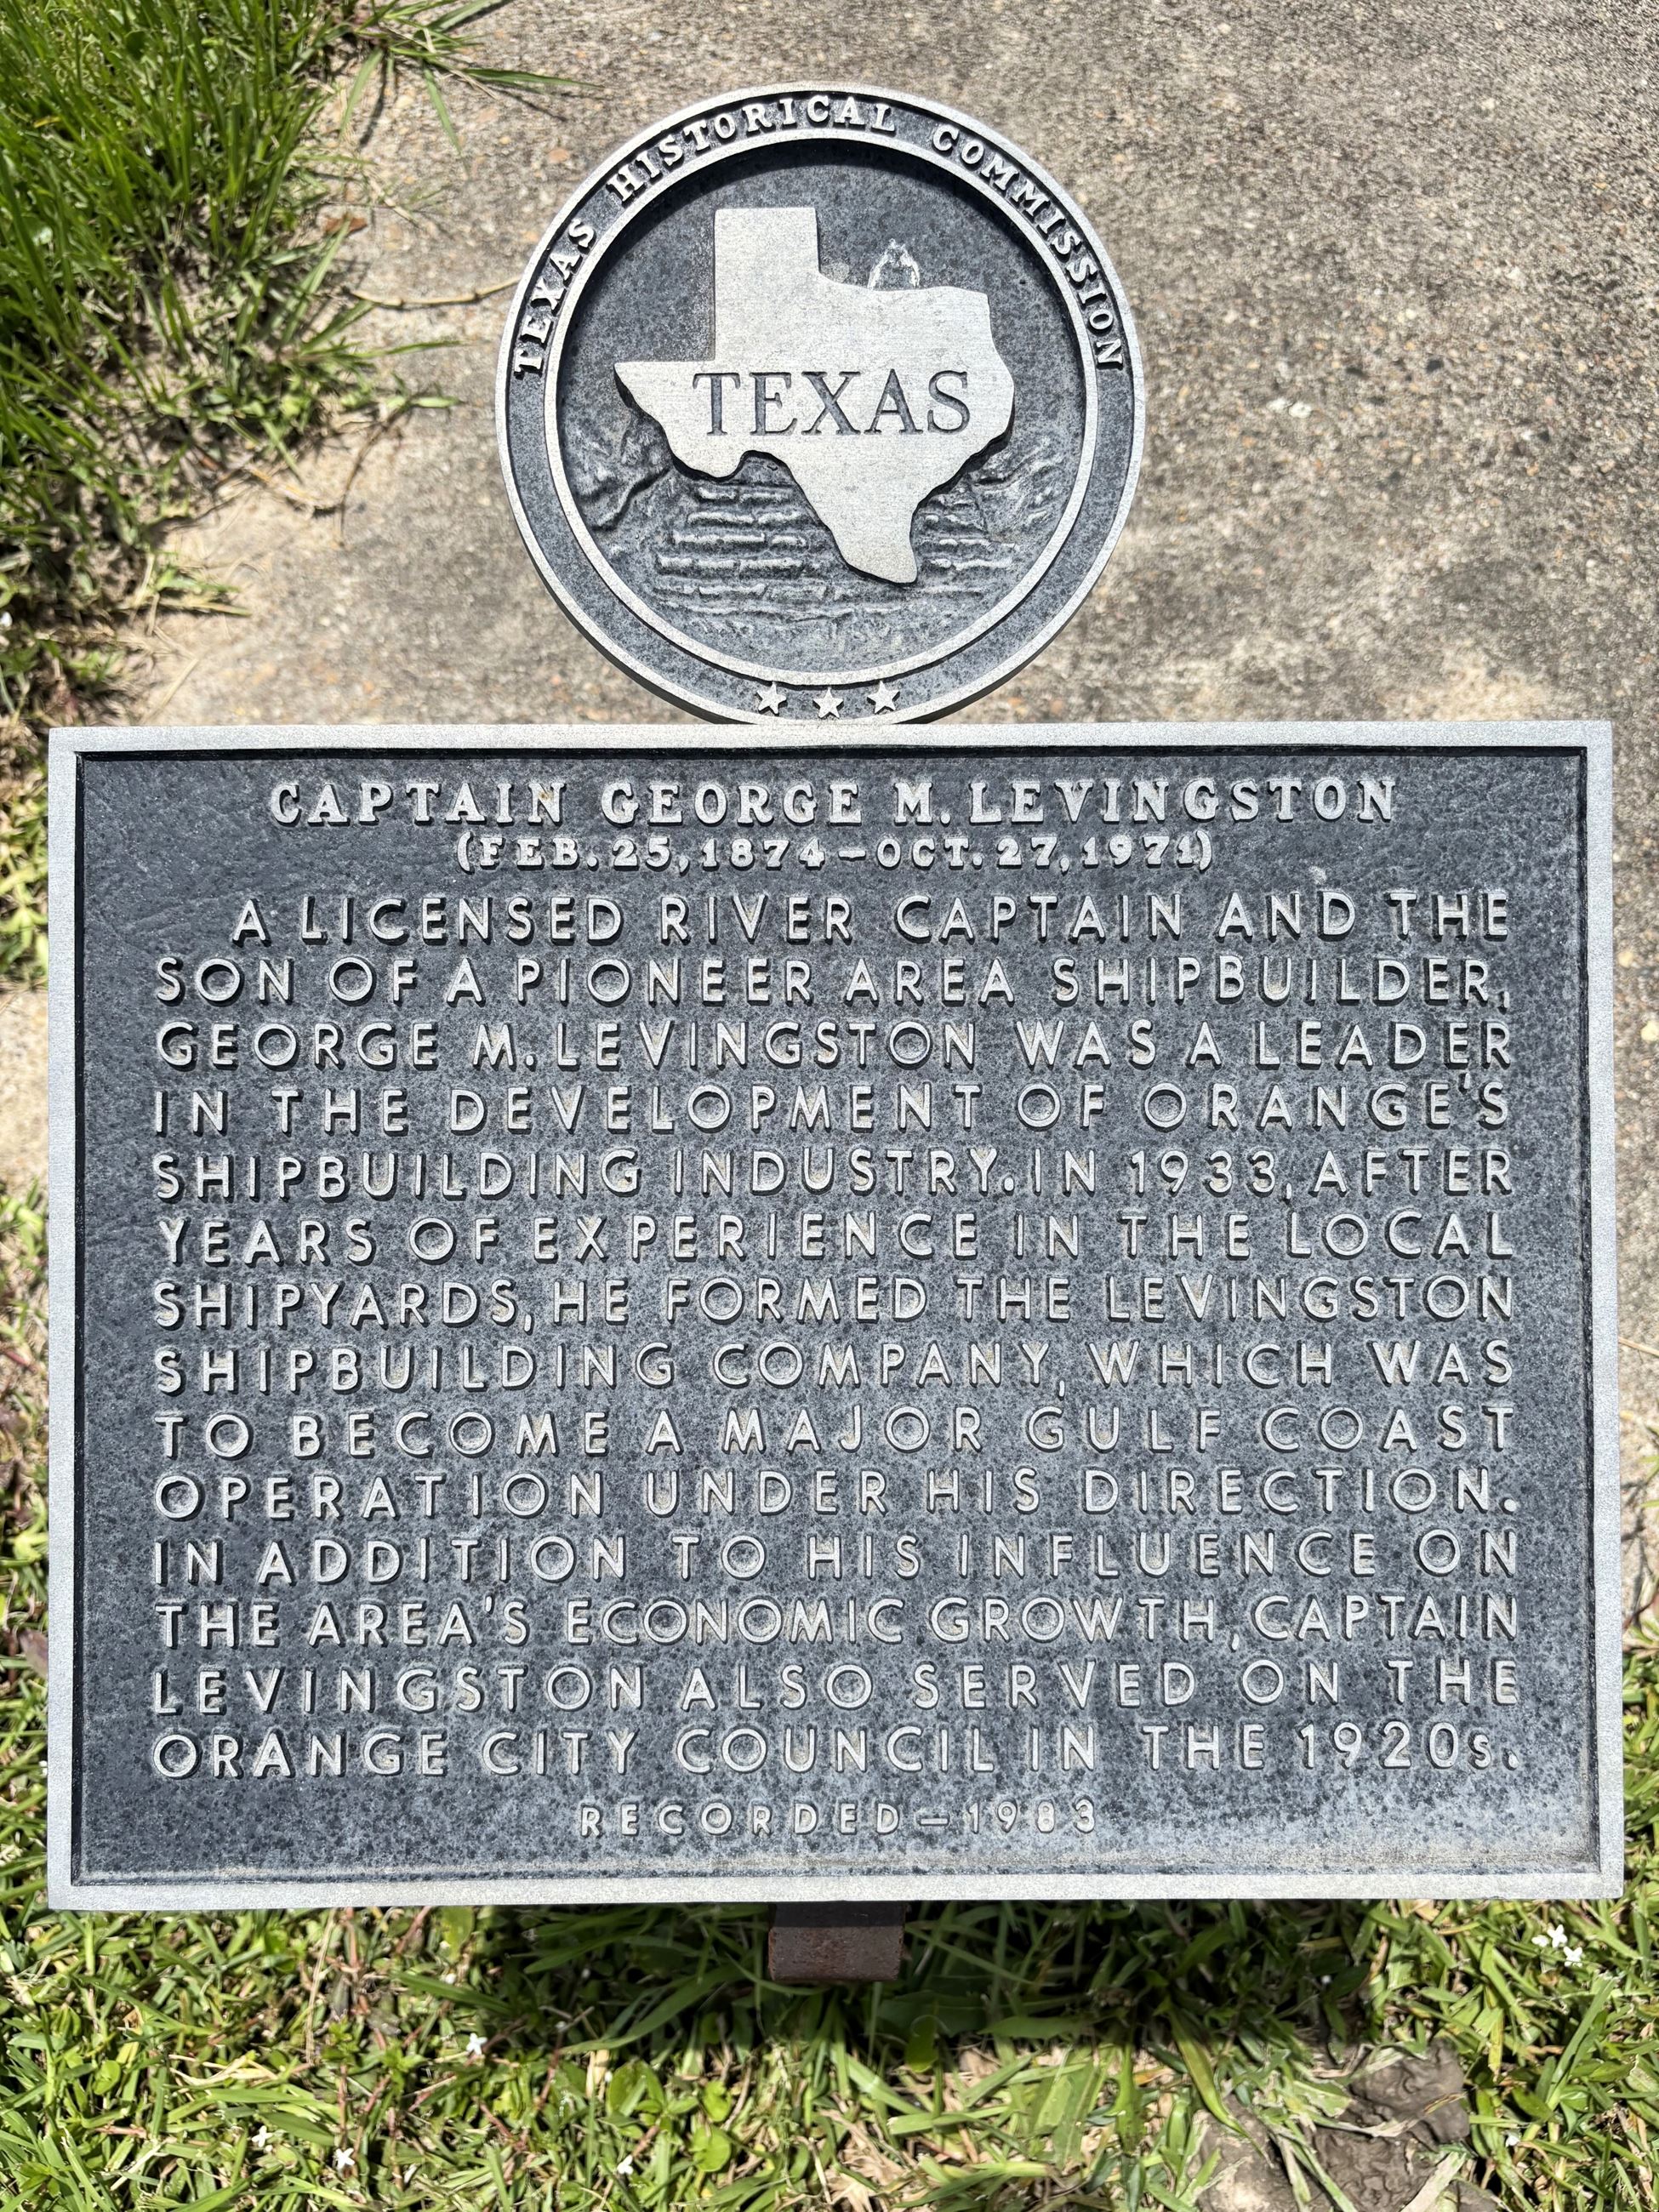 TEXAS HISTORICAL COMMISSION
TEXAS
CAPTAIN GEORGE M. LEVINGSTON
(FEB. 25, 1874 – OCT. 27, 1971)
A LICENSED RIVER CAPTAIN AND THE
SON OF A PIONEER AREA SHIPBUILDER,
GEORGE M. LEVINGSTON WAS A LEADER
IN THE DEVELOPMENT OF ORANGE'S
SHIPBUILDING INDUSTRY. IN 1933, AFTER
YEARS OF EXPERIENCE IN THE LOCAL
SHIPYARDS, HE FORMED THE LEVINGSTON
SHIPBUILDING COMPANY, WHICH WAS
TO BECOME A MAJOR GULF COAST
OPERATION UNDER HIS DIRECTION.
IN ADDITION TO HIS INFLUENCE ON
THE AREA'S ECONOMIC GROWTH, CAPTAIN
LEVINGSTON ALSO SERVED ON THE
ORANGE CITY COUNCIL IN THE 1920s.
RECORDED – 1983